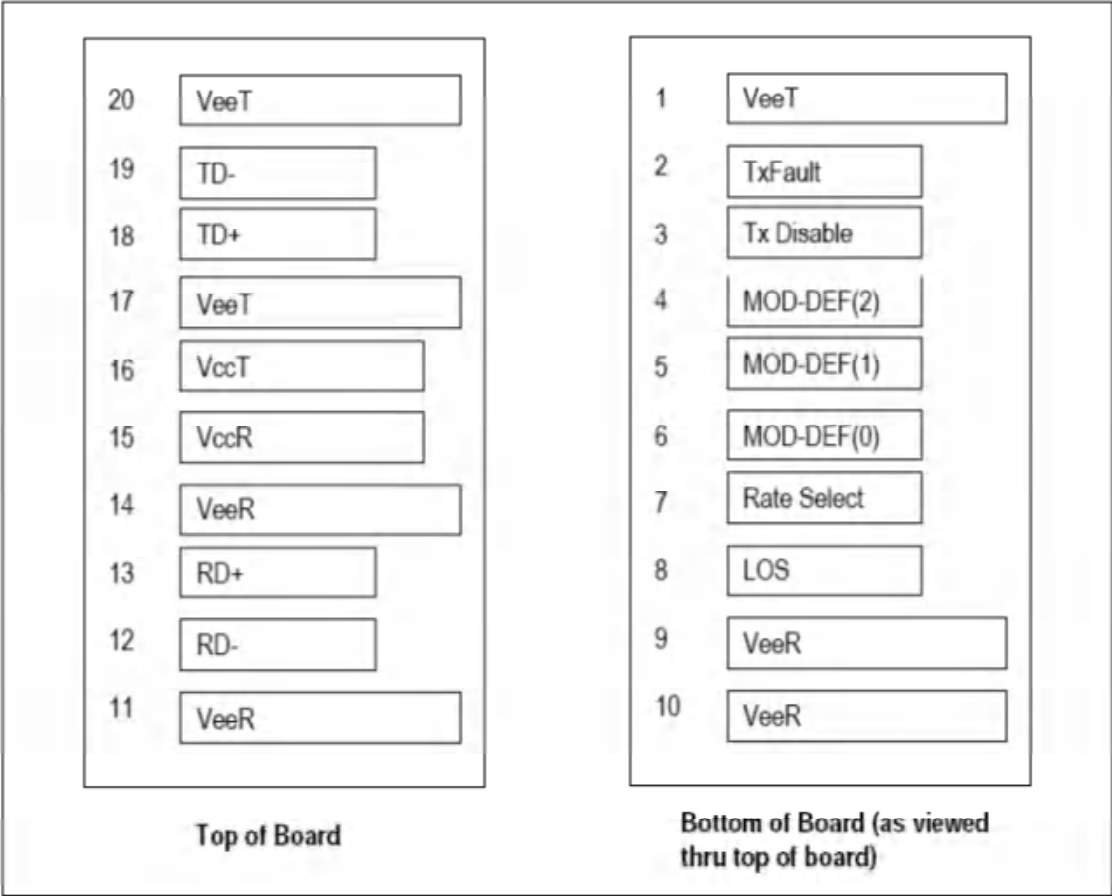 20 VeeT
19 TD-
18 TD+
17 VeeT
16 VccT
15 VccR
14 VeeR
13 RD+
12 RD-
11 VeeR
Top of Board
1 VeeT
2 TxFault
3 Tx Disable
4 MOD-DEF(2)
5 MOD-DEF(1)
6 MOD-DEF(0)
7 Rate Select
8 LOS
9 VeeR
10 VeeR
Bottom of Board (as viewed
thru top of board)